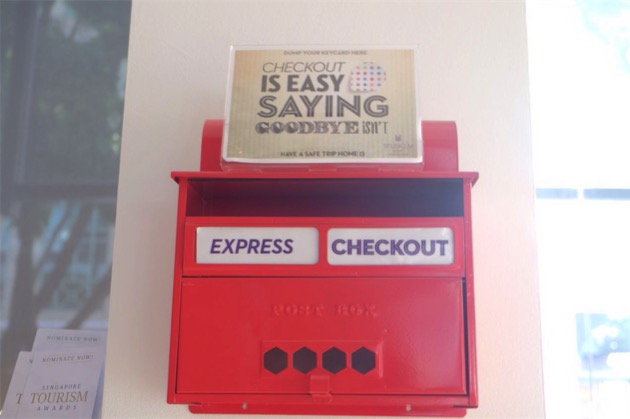 DUMP YOUR KEYCARD HERE
CHECKOUT
IS EASY
SAYING
GOODBYE isn't
HAVE A SAFE TRIP HOME :)
EXPRESS CHECKOUT
POST BOX
NOMINATE NOW!
NOMINATE NOW!
SINGAPORE
TOURISM
AWARDS